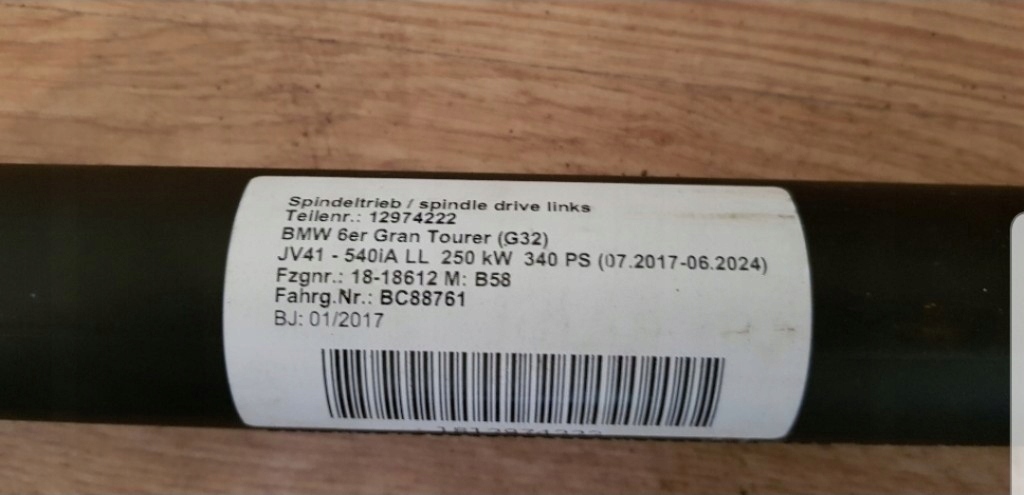 Spindeltrieb / spindle drive links
Teilenr.: 12974222
BMW 6er Gran Tourer (G32)
JV41 - 540iA LL 250 kW 340 PS (07.2017-06.2024)
Fzgnr.: 18-18612 M: B58
Fahrg.Nr.: BC88761
BJ: 01/2017